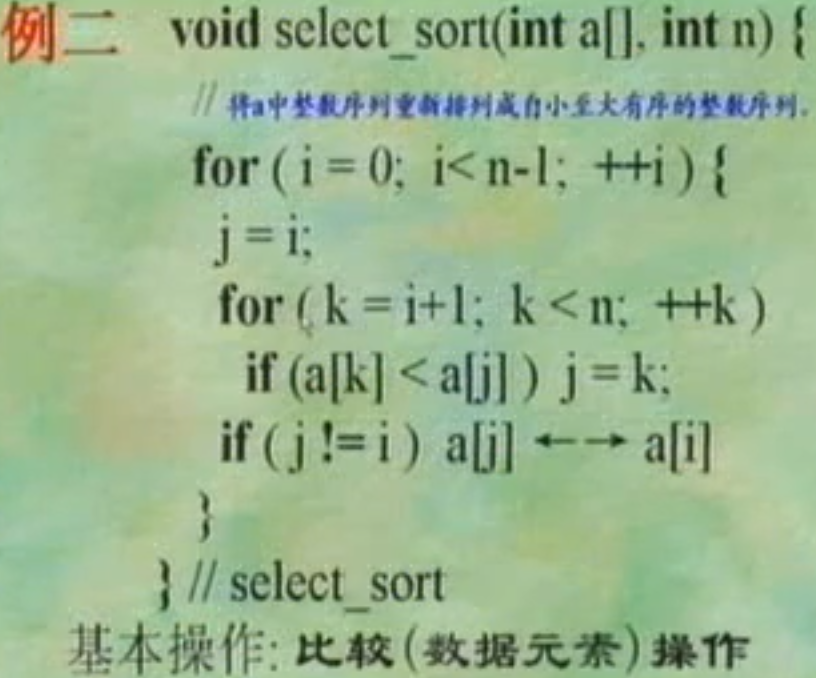 例二 void select_sort(int a[], int n) {
// 将a中整数序列重新排列成自小至大有序的整数序列.
for ( i = 0; i< n-1; ++i ) {
j = i;
for ( k = i+1; k < n; ++k )
if (a[k] < a[j] ) j = k;
if ( j != i ) a[j] ←→ a[i]
}
} // select_sort
基本操作: 比较(数据元素)操作